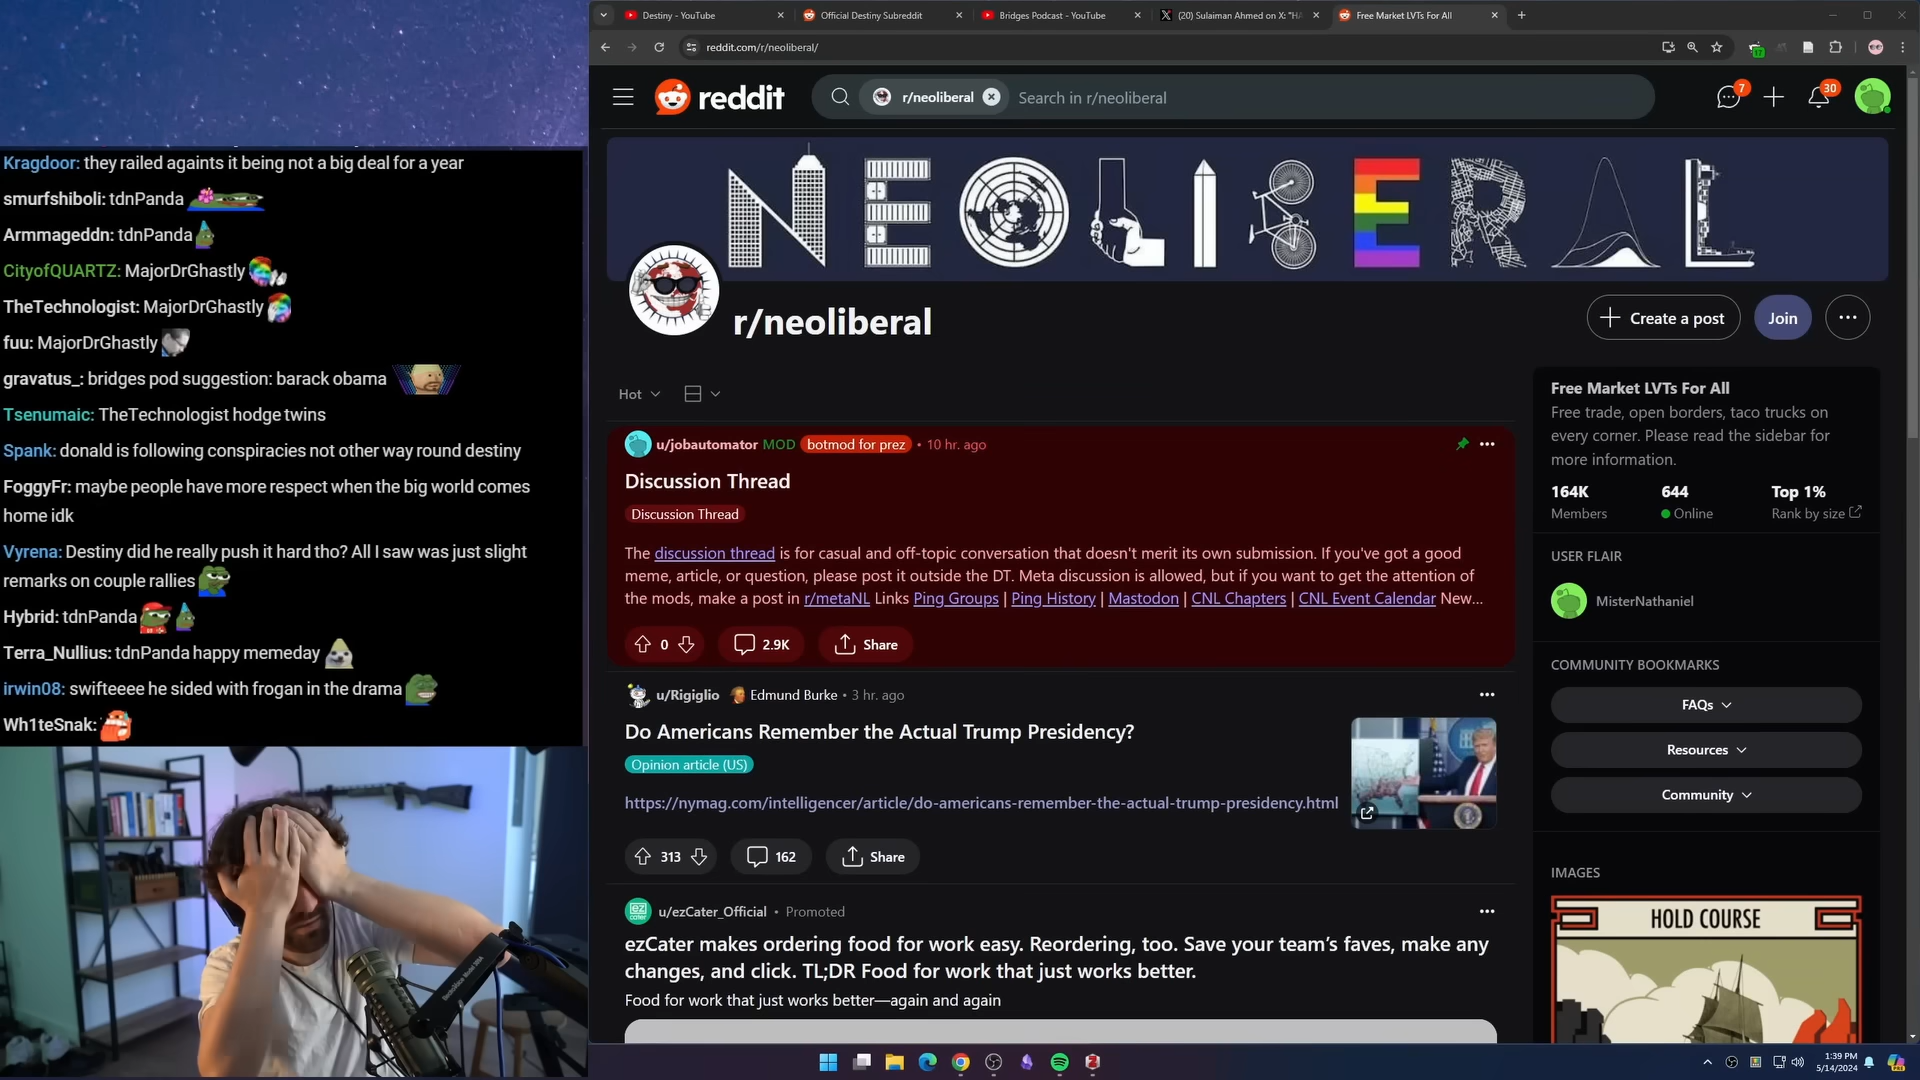 Kragdoor: they railed againts it being not a big deal for a year
smurfshiboli: tdnPanda
Armmageddn: tdnPanda
CityofQUARTZ: MajorDrGhastly
TheTechnologist: MajorDrGhastly
fuu: MajorDrGhastly
gravatus_: bridges pod suggestion: barack obama
Tsenumaic: TheTechnologist hodge twins
Spank: donald is following conspiracies not other way round destiny
FoggyFr: maybe people have more respect when the big world comes
home idk
Vyrena: Destiny did he really push it hard tho? All I saw was just slight
remarks on couple rallies
Hybrid: tdnPanda
Terra_Nullius: tdnPanda happy memeday
irwin08: swifteeee he sided with frogan in the drama
Wh1teSnak:
Destiny - YouTube
Official Destiny Subreddit
Bridges Podcast - YouTube
(20) Sulaiman Ahmed on X: "HA
Free Market LVTs For All
reddit.com/r/neoliberal/
reddit
r/neoliberal
Search in r/neoliberal
7
30
NEOLIBERAL
r/neoliberal
Create a post
Join
Hot
u/jobautomator MOD botmod for prez • 10 hr. ago
Discussion Thread
Discussion Thread
The discussion thread is for casual and off-topic conversation that doesn't merit its own submission. If you've got a good
meme, article, or question, please post it outside the DT. Meta discussion is allowed, but if you want to get the attention of
the mods, make a post in r/metaNL Links Ping Groups | Ping History | Mastodon | CNL Chapters | CNL Event Calendar New...
0
2.9K
Share
u/Rigiglio Edmund Burke • 3 hr. ago
Do Americans Remember the Actual Trump Presidency?
Opinion article (US)
https://nymag.com/intelligencer/article/do-americans-remember-the-actual-trump-presidency.html
313
162
Share
u/ezCater_Official • Promoted
ezCater makes ordering food for work easy. Reordering, too. Save your team's faves, make any
changes, and click. TL;DR Food for work that just works better.
Food for work that just works better—again and again
Free Market LVTs For All
Free trade, open borders, taco trucks on
every corner. Please read the sidebar for
more information.
164K 644 Top 1%
Members Online Rank by size
USER FLAIR
MisterNathaniel
COMMUNITY BOOKMARKS
FAQs
Resources
Community
IMAGES
HOLD COURSE
1:39 PM
5/14/2024